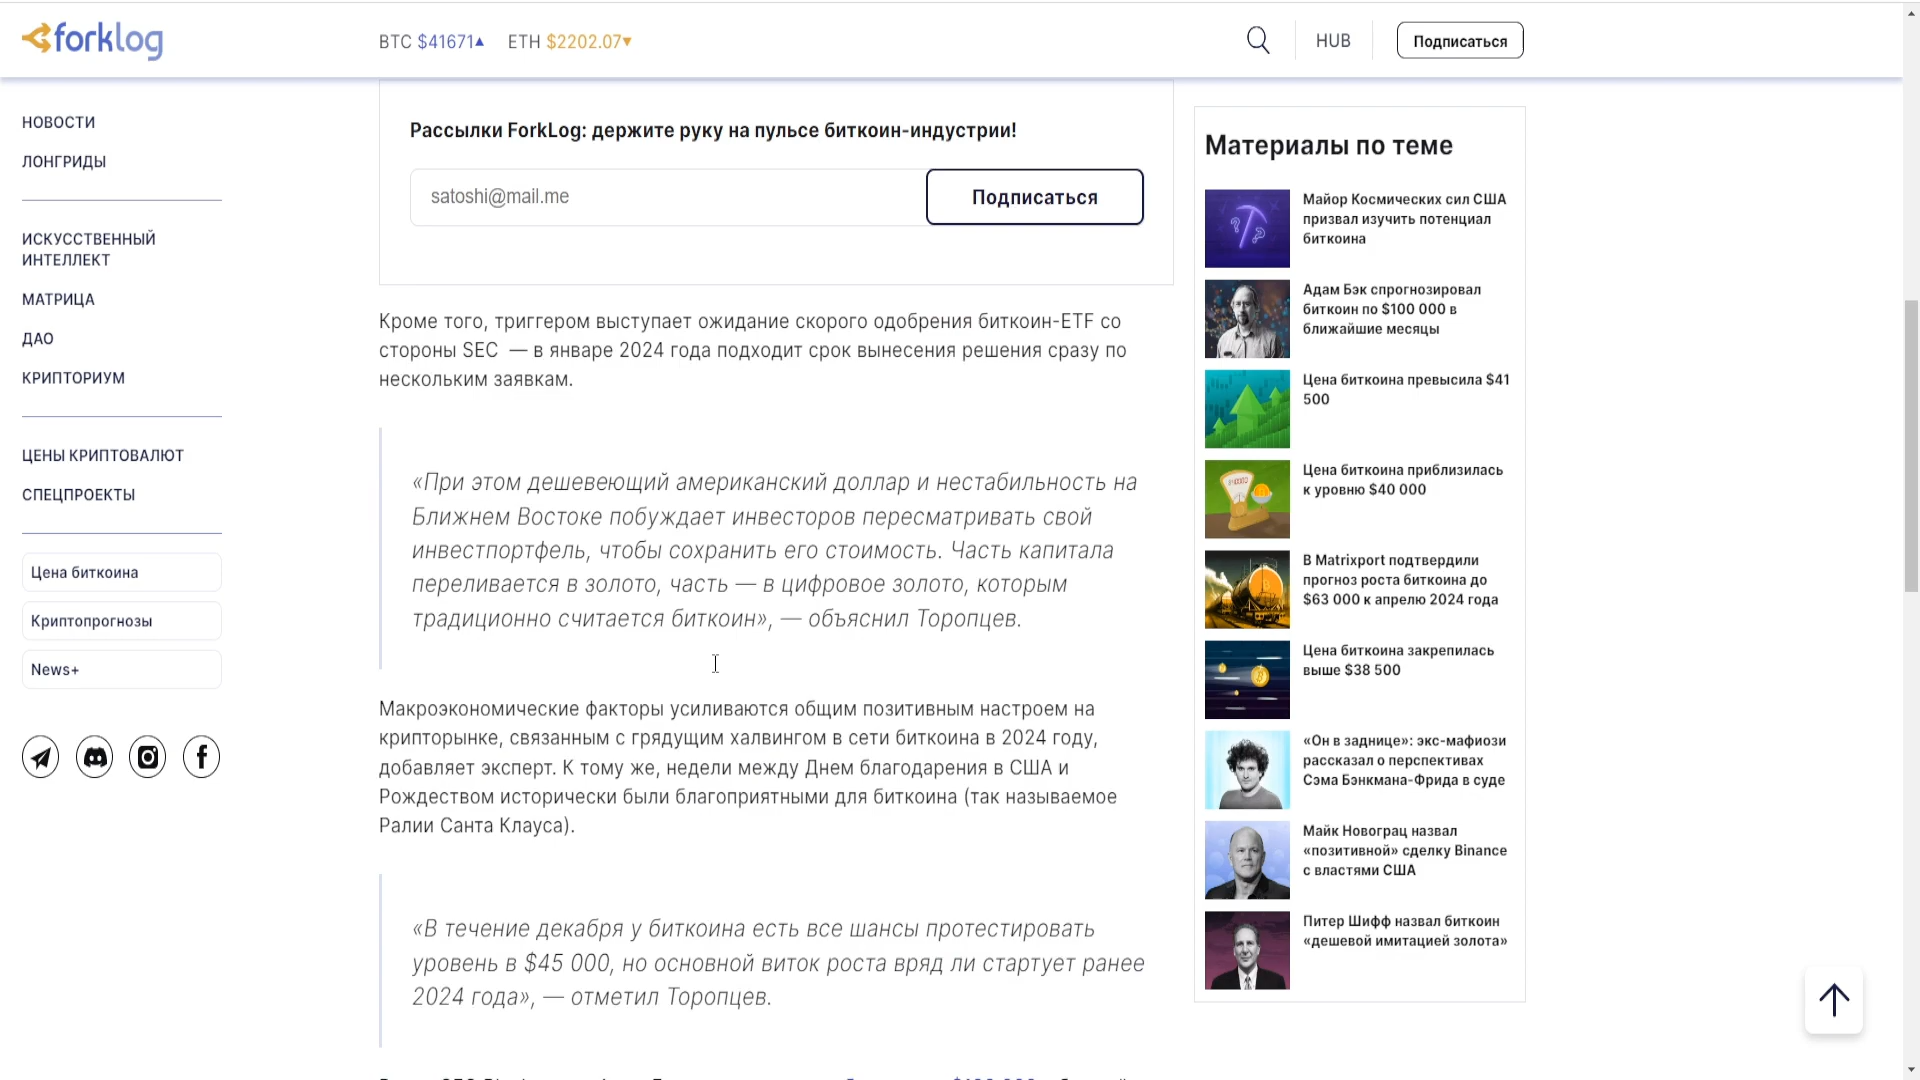 forklog
BTC $41671▲ ETH $2202.07▼
HUB
Подписаться
НОВОСТИ
ЛОНГРИДЫ
ИСКУССТВЕННЫЙ
ИНТЕЛЛЕКТ
МАТРИЦА
ДАО
КРИПТОРИУМ
ЦЕНЫ КРИПТОВАЛЮТ
СПЕЦПРОЕКТЫ
Цена биткоина
Криптопрогнозы
News+
Рассылки ForkLog: держите руку на пульсе биткоин-индустрии!
satoshi@mail.me
Подписаться
Кроме того, триггером выступает ожидание скорого одобрения биткоин-ETF со
стороны SEC — в январе 2024 года подходит срок вынесения решения сразу по
нескольким заявкам.
«При этом дешевеющий американский доллар и нестабильность на
Ближнем Востоке побуждает инвесторов пересматривать свой
инвестпортфель, чтобы сохранить его стоимость. Часть капитала
переливается в золото, часть — в цифровое золото, которым
традиционно считается биткоин», — объяснил Торопцев.
Макроэкономические факторы усиливаются общим позитивным настроем на
крипторынке, связанным с грядущим халвингом в сети биткоина в 2024 году,
добавляет эксперт. К тому же, недели между Днем благодарения в США и
Рождеством исторически были благоприятными для биткоина (так называемое
Ралии Санта Клауса).
«В течение декабря у биткоина есть все шансы протестировать
уровень в $45 000, но основной виток роста вряд ли стартует ранее
2024 года», — отметил Торопцев.
Материалы по теме
Майор Космических сил США
призвал изучить потенциал
биткоина
Адам Бэк спрогнозировал
биткоин по $100 000 в
ближайшие месяцы
Цена биткоина превысила $41
500
Цена биткоина приблизилась
к уровню $40 000
В Matrixport подтвердили
прогноз роста биткоина до
$63 000 к апрелю 2024 года
Цена биткоина закрепилась
выше $38 500
«Он в заднице»: экс-мафиози
рассказал о перспективах
Сэма Бэнкмана-Фрида в суде
Майк Новограц назвал
«позитивной» сделку Binance
с властями США
Питер Шифф назвал биткоин
«дешевой имитацией золота»